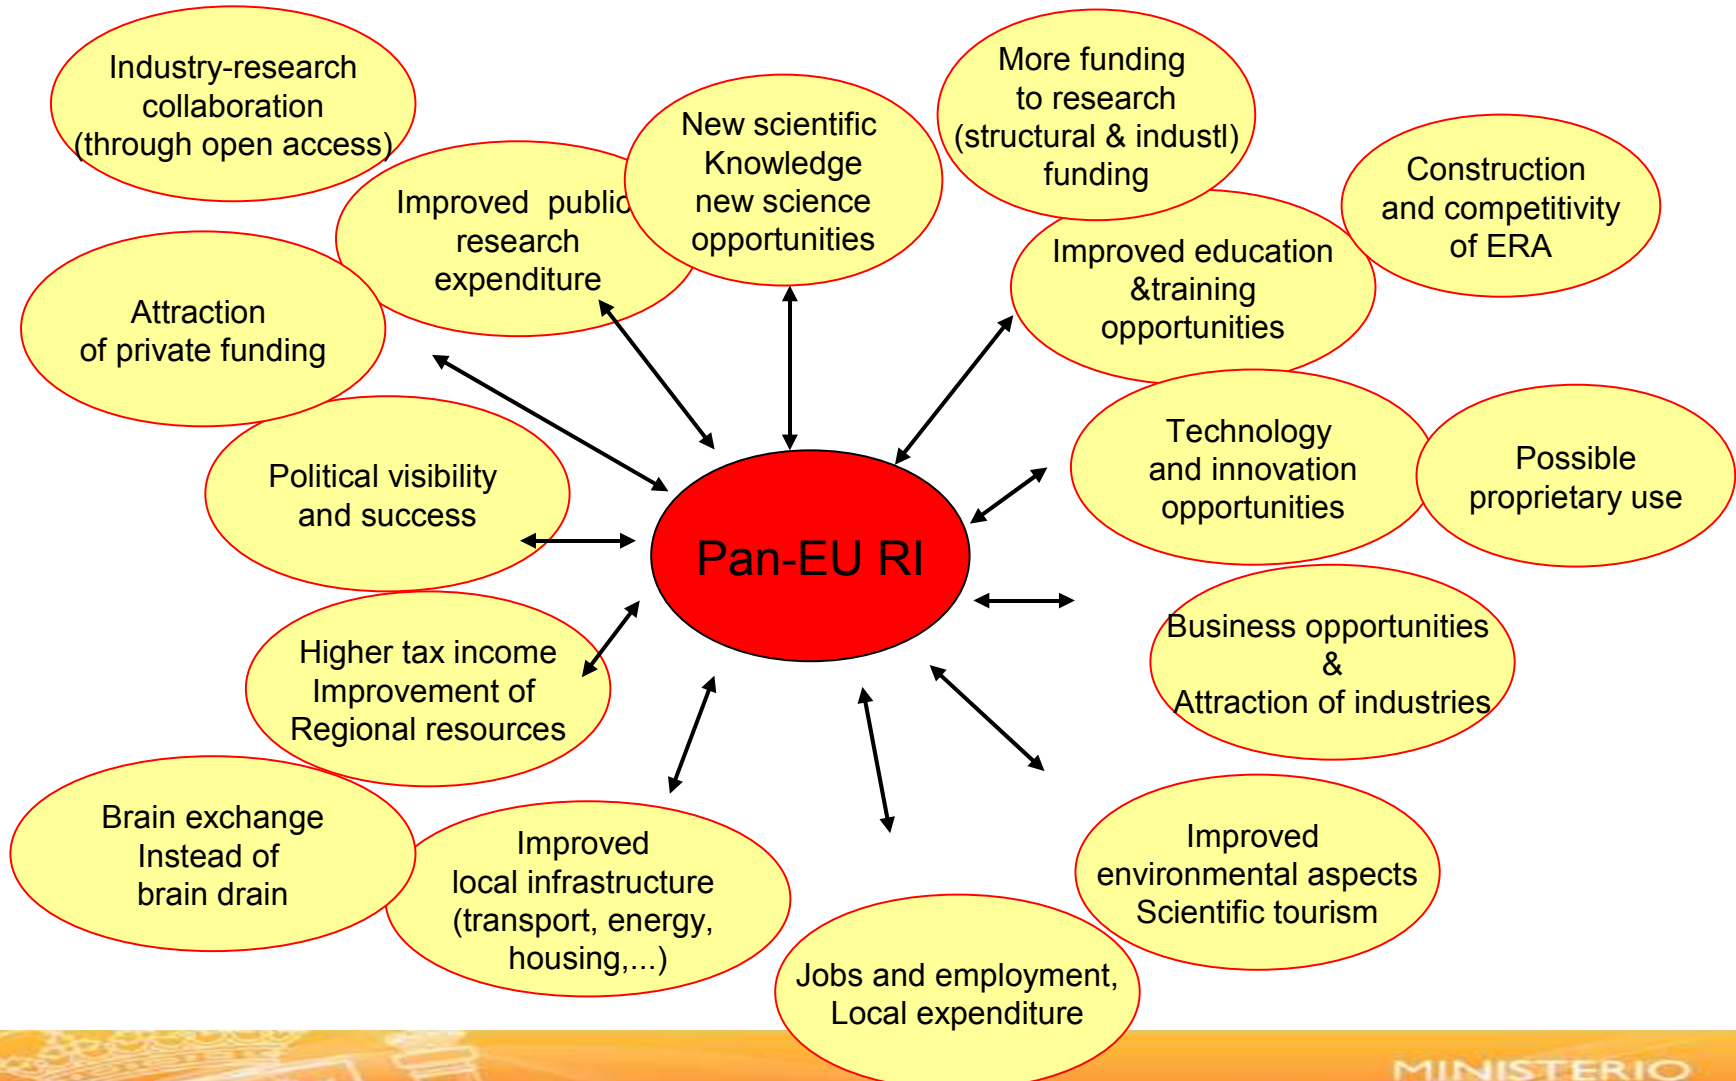 Industry-research
collaboration
(through open access)
Improved public
research
expenditure
New scientific
Knowledge
new science
opportunities
More funding
to research
(structural & industl)
funding
Construction
and competitivity
of ERA
Improved education
&training
opportunities
Attraction
of private funding
Political visibility
and success
Technology
and innovation
opportunities
Possible
proprietary use
Pan-EU RI
Higher tax income
Improvement of
Regional resources
Business opportunities
&
Attraction of industries
Brain exchange
Instead of
brain drain
Improved
local infrastructure
(transport, energy,
housing,...)
Improved
environmental aspects
Scientific tourism
Jobs and employment,
Local expenditure
MINISTERIO